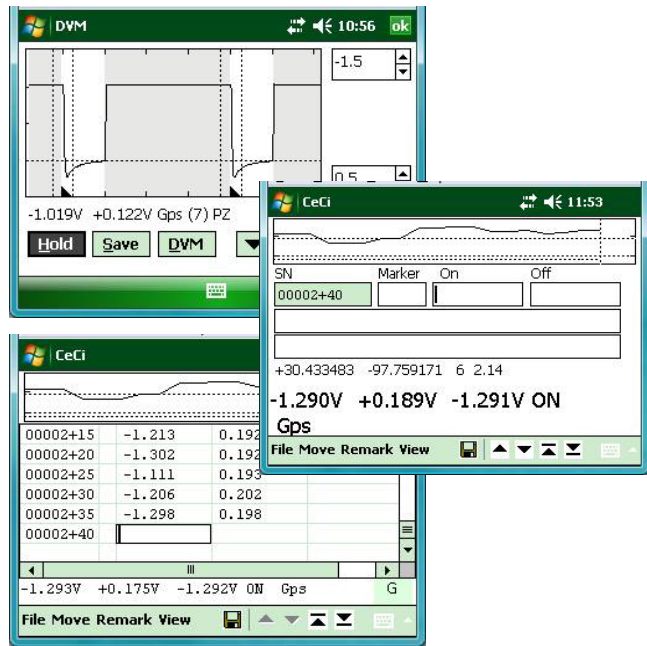 DVM 10:56 ok
-1.5
0.5
-1.019V +0.122V Gps (7) PZ
Hold Save DVM
CeCi 11:53
SN Marker On Off
00002+40
+30.433483 -97.759171 6 2.14
-1.290V +0.189V -1.291V ON
Gps
File Move Remark View
CeCi
00002+15 -1.213 0.192
00002+20 -1.302 0.192
00002+25 -1.111 0.193
00002+30 -1.206 0.202
00002+35 -1.298 0.198
00002+40
-1.293V +0.175V -1.292V ON Gps G
File Move Remark View